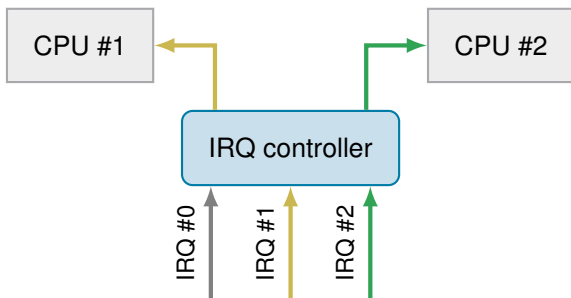 CPU #1
CPU #2
IRQ controller
IRQ #0
IRQ #1
IRQ #2